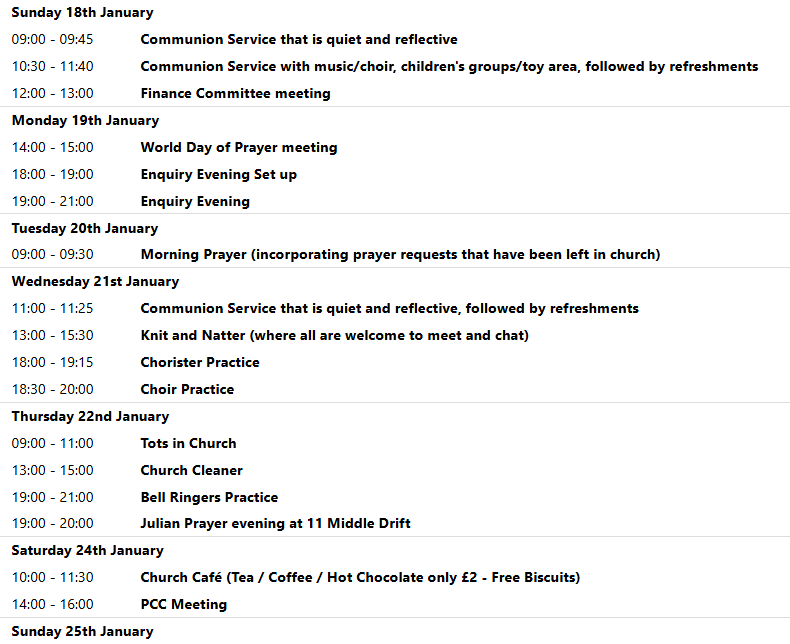 Sunday 18th January
09:00 - 09:45 Communion Service that is quiet and reflective
10:30 - 11:40 Communion Service with music/choir, children's groups/toy area, followed by refreshments
12:00 - 13:00 Finance Committee meeting
Monday 19th January
14:00 - 15:00 World Day of Prayer meeting
18:00 - 19:00 Enquiry Evening Set up
19:00 - 21:00 Enquiry Evening
Tuesday 20th January
09:00 - 09:30 Morning Prayer (incorporating prayer requests that have been left in church)
Wednesday 21st January
11:00 - 11:25 Communion Service that is quiet and reflective, followed by refreshments
13:00 - 15:30 Knit and Natter (where all are welcome to meet and chat)
18:00 - 19:15 Chorister Practice
18:30 - 20:00 Choir Practice
Thursday 22nd January
09:00 - 11:00 Tots in Church
13:00 - 15:00 Church Cleaner
19:00 - 21:00 Bell Ringers Practice
19:00 - 20:00 Julian Prayer evening at 11 Middle Drift
Saturday 24th January
10:00 - 11:30 Church Café (Tea / Coffee / Hot Chocolate only £2 - Free Biscuits)
14:00 - 16:00 PCC Meeting
Sunday 25th January